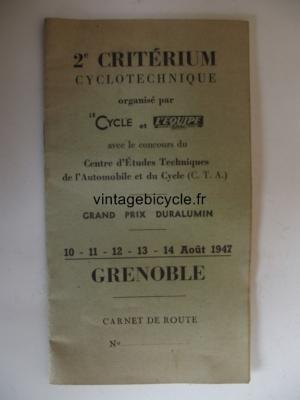 2e CRITÉRIUM
CYCLOTECHNIQUE
organisé par
LE CYCLE et L'EQUIPE
avec le concours du
Centre d'Études Techniques
de l'Automobile et du Cycle (C. T. A.)
vintagebicycle.fr
GRAND PRIX DURALUMIN
10 - 11 - 12 - 13 - 14 Août 1947
GRENOBLE
CARNET DE ROUTE
No